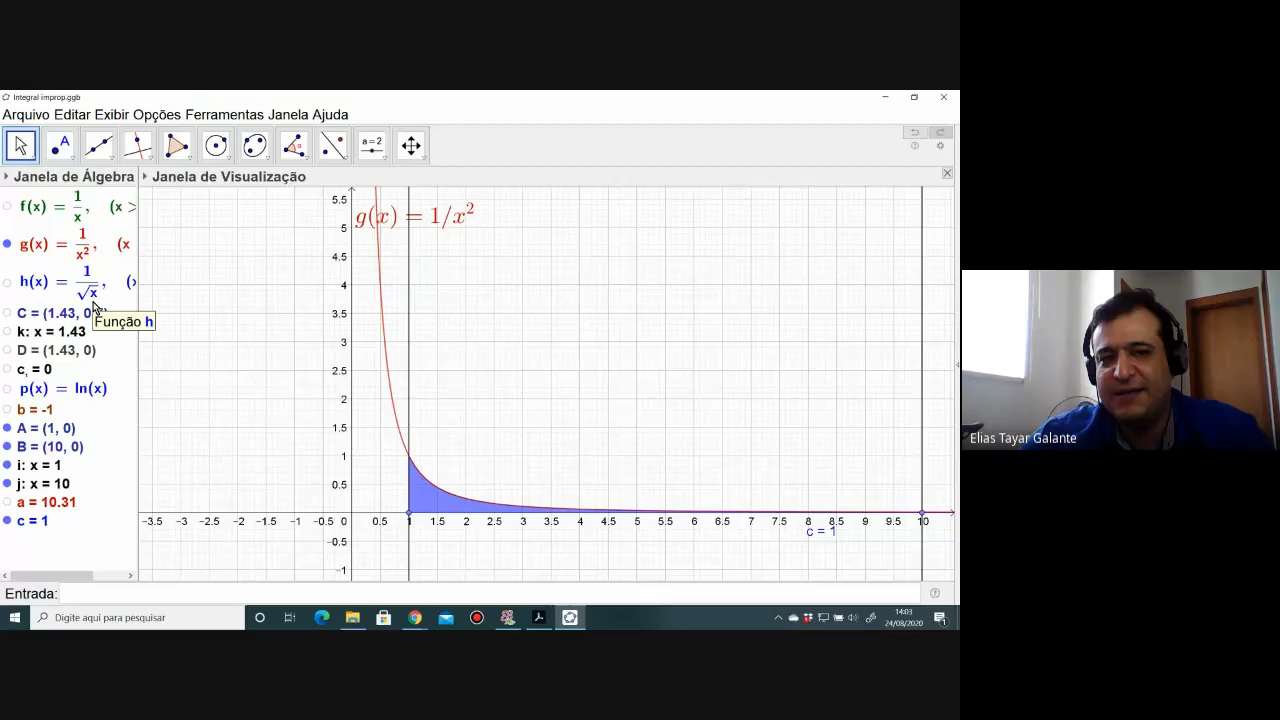 Integral improp.ggb
Arquivo Editar Exibir Opções Ferramentas Janela Ajuda
A
a=2
Janela de Álgebra
Janela de Visualização
f(x) = 1/x, (x >
g(x) = 1/x², (x
h(x) = 1/√x, (x
C = (1.43, 0
Função h
k: x = 1.43
D = (1.43, 0)
c, = 0
p(x) = ln(x)
b = -1
A = (1, 0)
B = (10, 0)
i: x = 1
j: x = 10
a = 10.31
c = 1
g(x) = 1/x²
5.5
5
4.5
4
3.5
3
2.5
2
1.5
1
0.5
-3.5 -3 -2.5 -2 -1.5 -1 -0.5 0 0.5 1 1.5 2 2.5 3 3.5 4 4.5 5 5.5 6 6.5 7 7.5 8 8.5 9 9.5 10
c = 1
-0.5
-1
Entrada:
Digite aqui para pesquisar
14:03
24/08/2020
Elias Tayar Galante